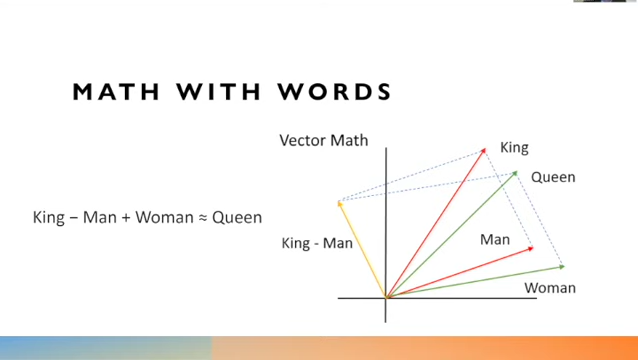 MATH WITH WORDS
Vector Math
King
Queen
King − Man + Woman ≈ Queen
King - Man
Man
Woman